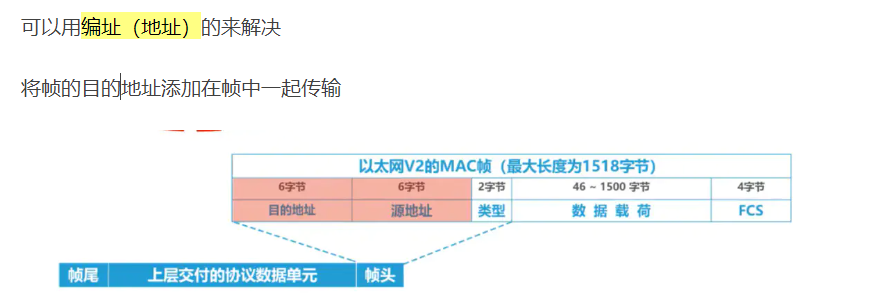 可以用编址（地址）的来解决
将帧的目的地址添加在帧中一起传输
以太网V2的MAC帧（最大长度为1518字节）
6字节 6字节 2字节 46 ~ 1500 字节 4字节
目的地址 源地址 类型 数 据 载 荷 FCS
帧尾 上层交付的协议数据单元 帧头